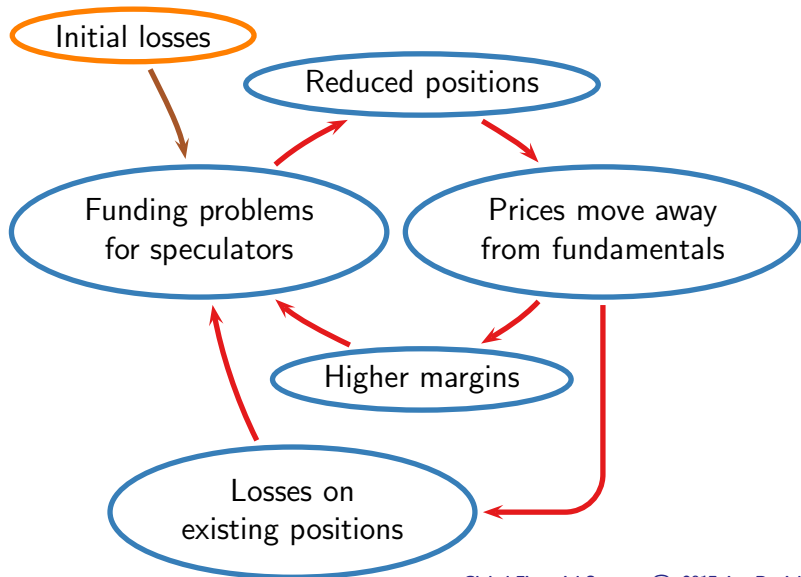 Initial losses
Reduced positions
Funding problems
for speculators
Prices move away
from fundamentals
Higher margins
Losses on
existing positions